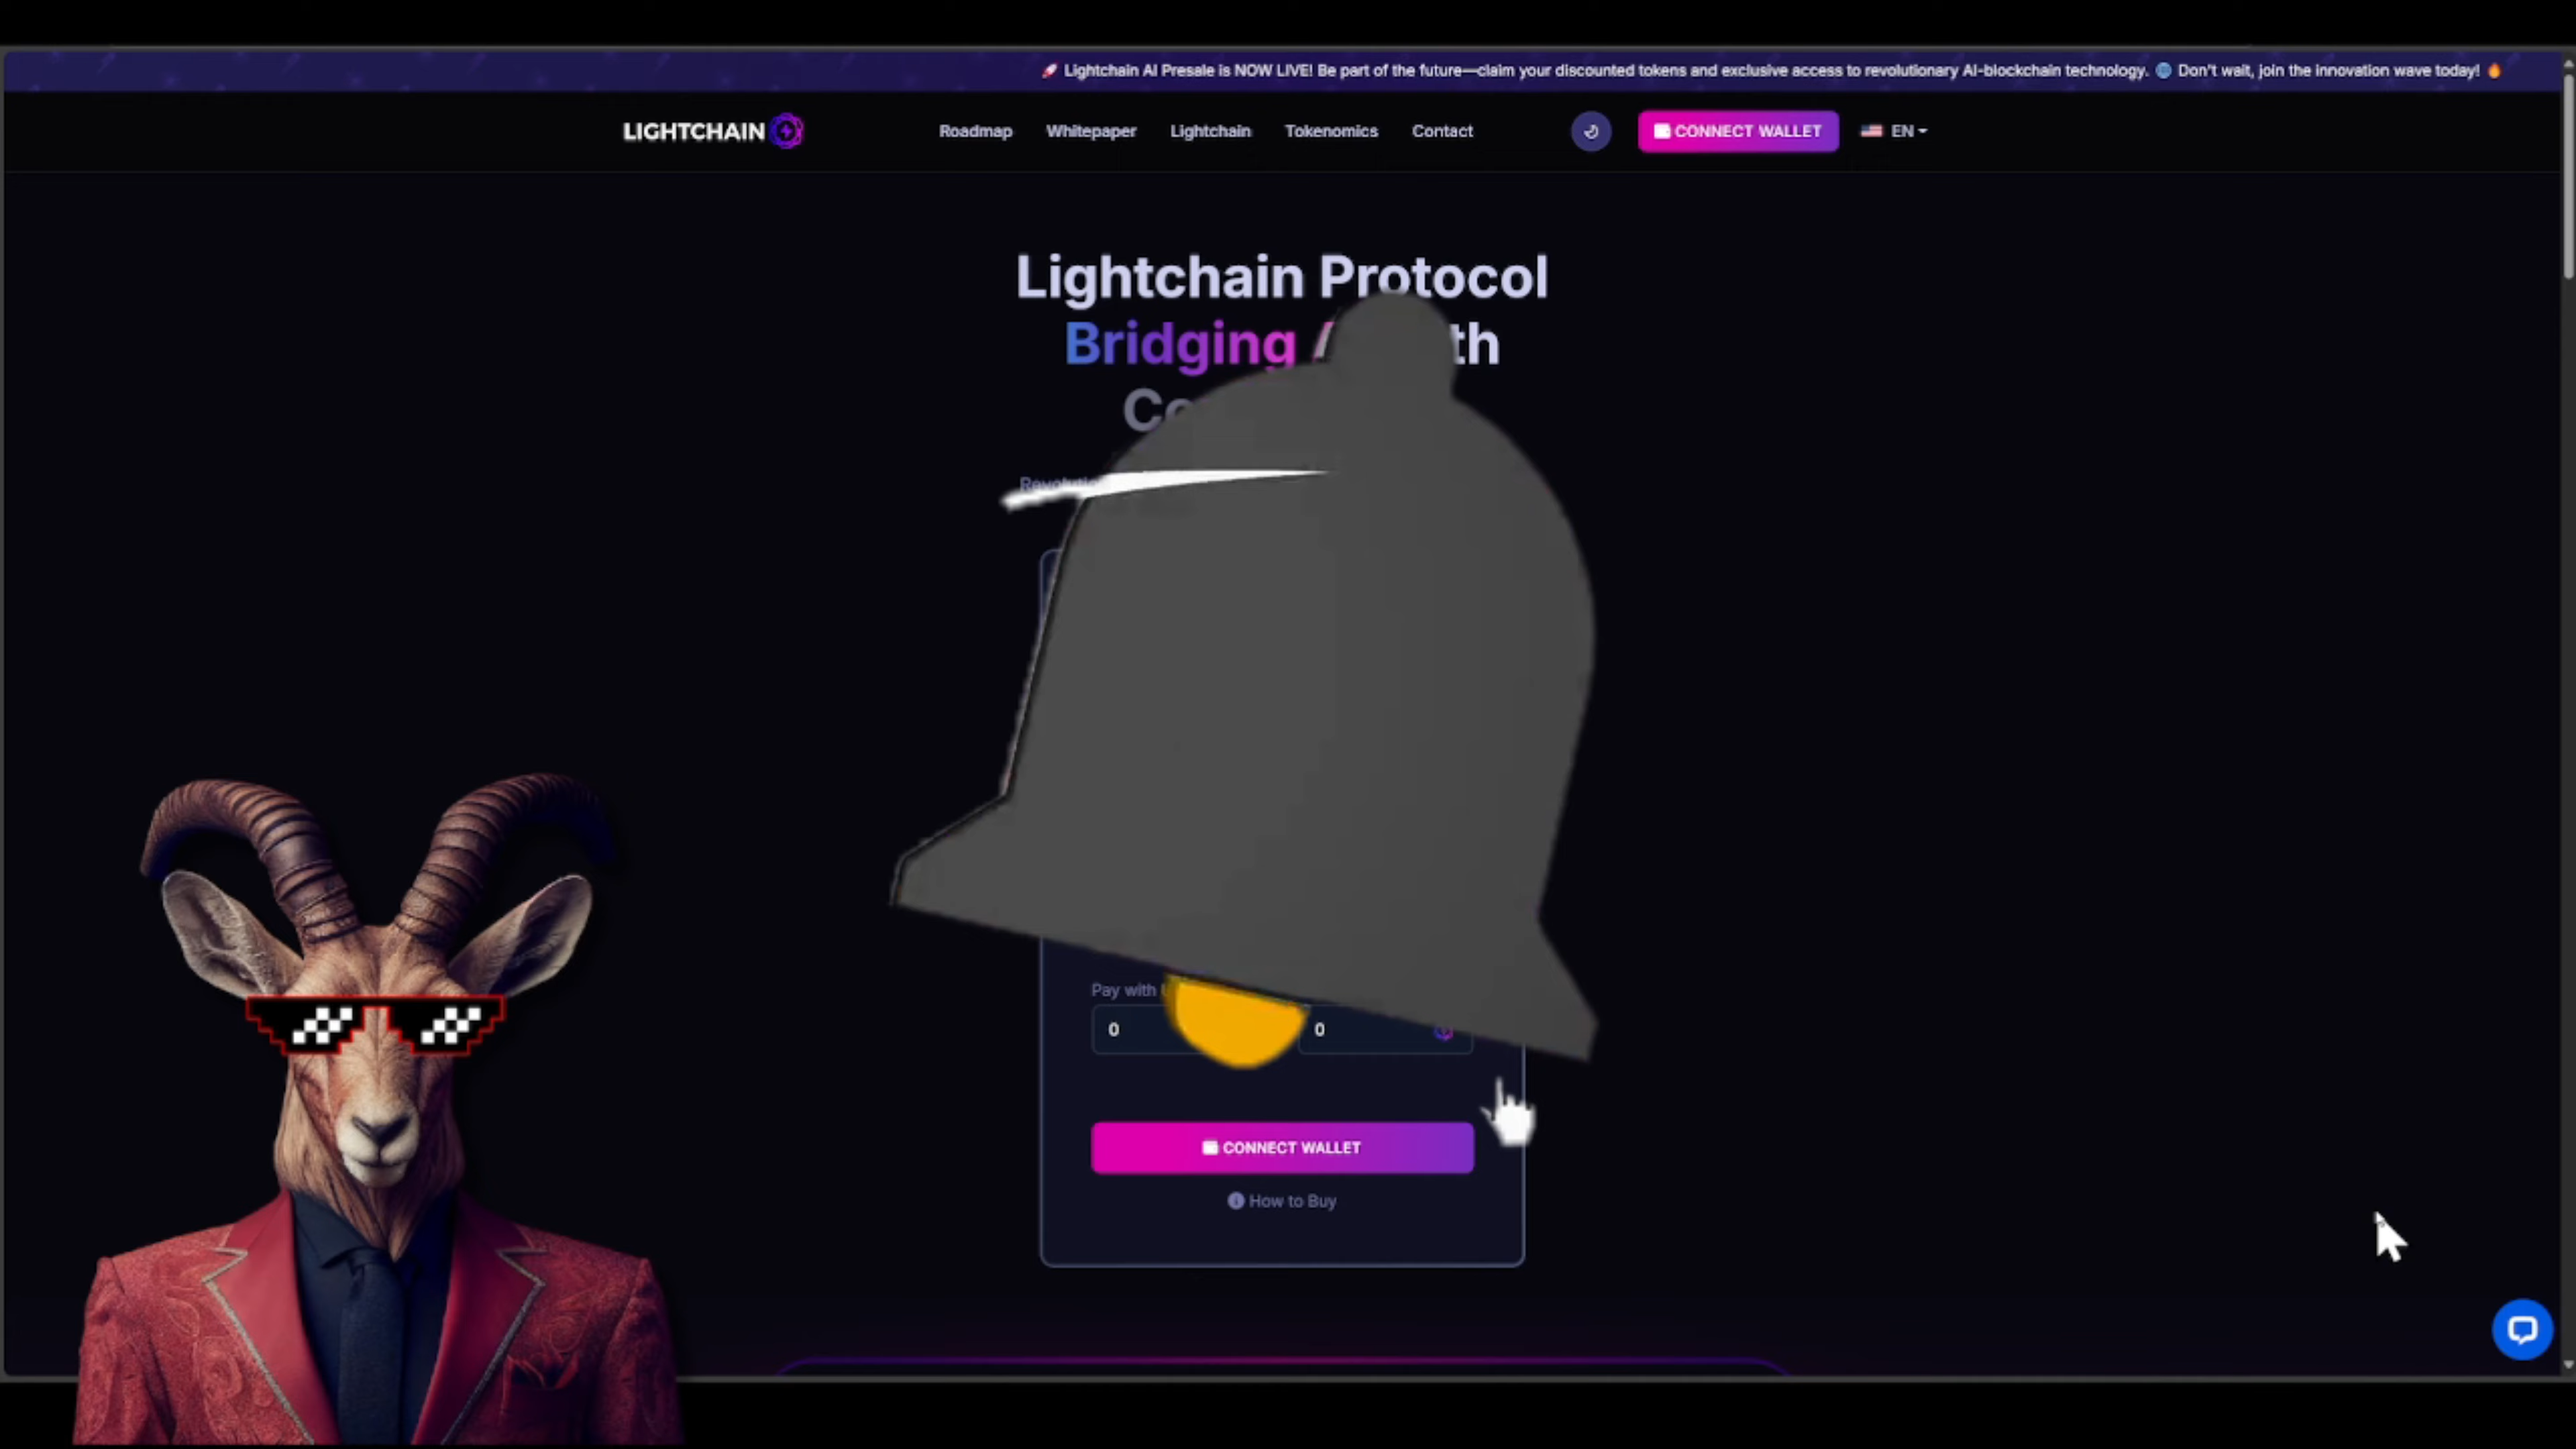 🚀 Lightchain AI Presale is NOW LIVE! Be part of the future—claim your discounted tokens and exclusive access to revolutionary AI-blockchain technology. 🌐 Don't wait, join the innovation wave today! 🔥
LIGHTCHAIN
Roadmap
Whitepaper
Lightchain
Tokenomics
Contact
CONNECT WALLET
EN
Lightchain Protocol
Bridging
Pay with
0
0
CONNECT WALLET
How to Buy